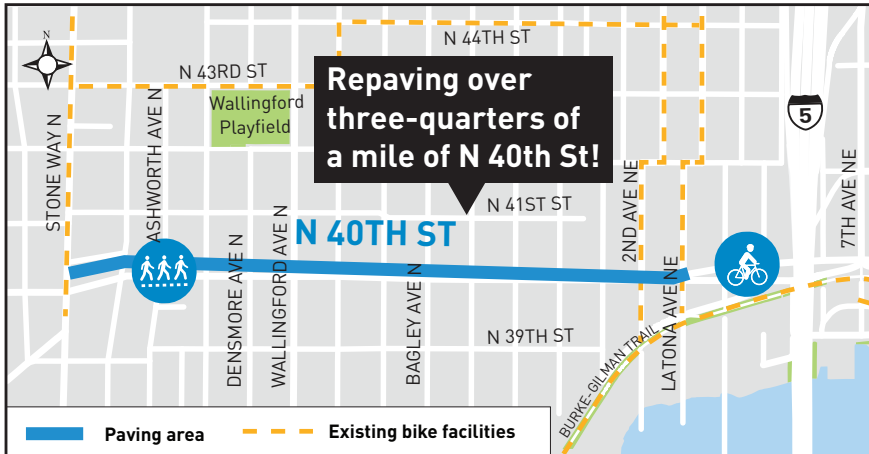 N
N 44TH ST
N 43RD ST
Wallingford
Playfield
Repaving over
three-quarters of
a mile of N 40th St!
5
STONE WAY N
ASHWORTH AVE N
DENSMORE AVE N
WALLINGFORD AVE N
N 41ST ST
N 40TH ST
BAGLEY AVE N
2ND AVE NE
LATONA AVE NE
7TH AVE NE
N 39TH ST
BURKE-GILMAN TRAIL
Paving area
Existing bike facilities